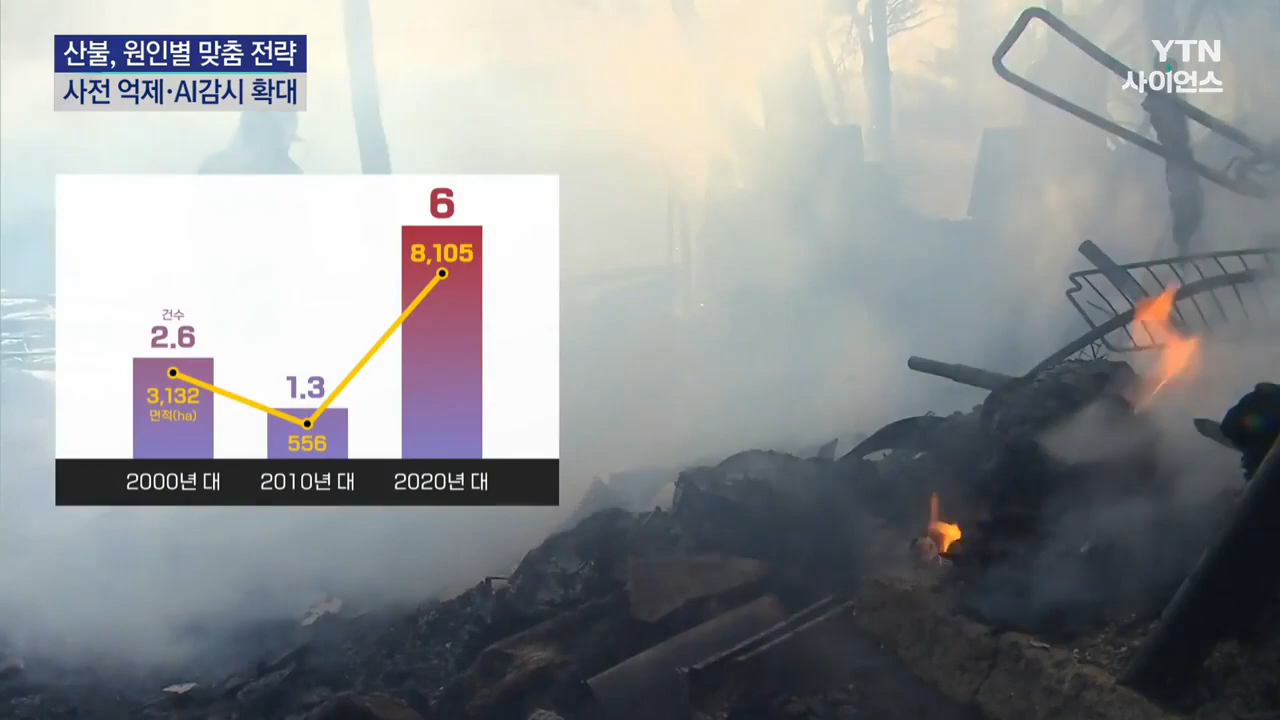 산불, 원인별 맞춤 전략
사전 억제·AI감시 확대
YTN
사이언스
6
8,105
건수
2.6
3,132
면적(ha)
1.3
556
2000년 대
2010년 대
2020년 대